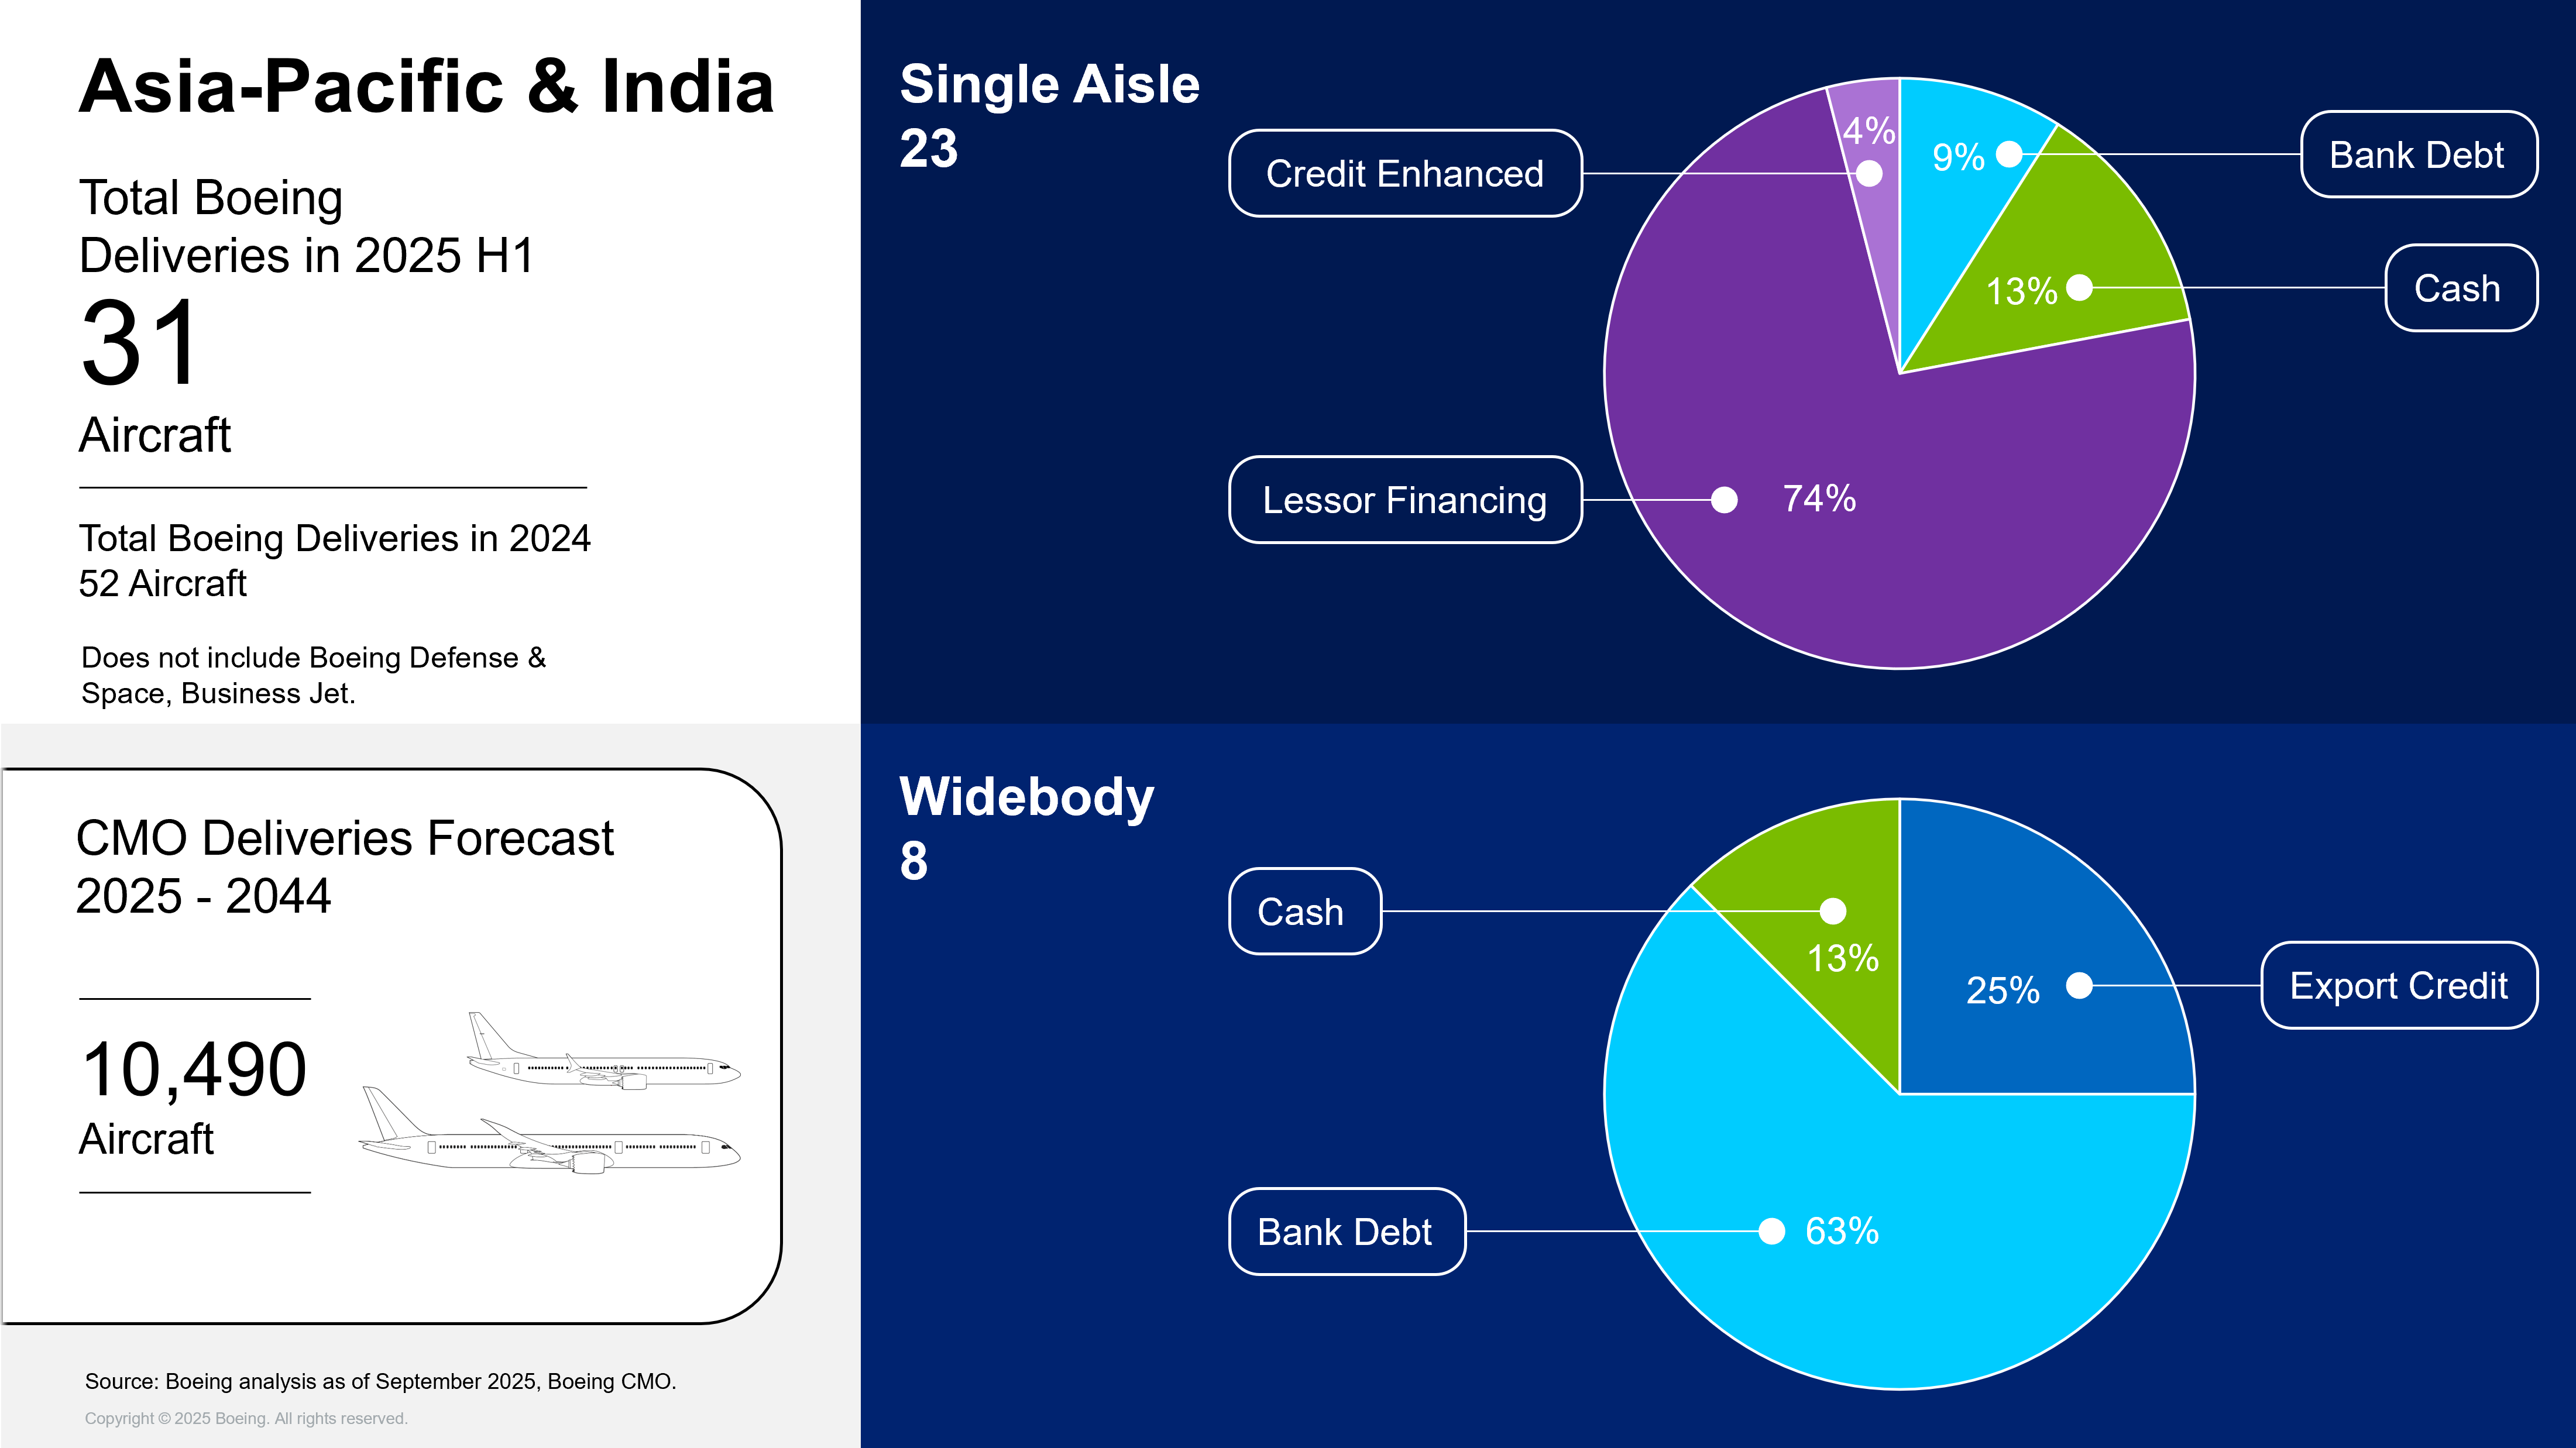 Asia-Pacific & India
Total Boeing
Deliveries in 2025 H1
31
Aircraft
Total Boeing Deliveries in 2024
52 Aircraft
Does not include Boeing Defense &
Space, Business Jet.
CMO Deliveries Forecast
2025 - 2044
10,490
Aircraft
Source: Boeing analysis as of September 2025, Boeing CMO.
Copyright © 2025 Boeing. All rights reserved.
Single Aisle
23
Credit Enhanced
4%
9%
Bank Debt
13%
Cash
Lessor Financing
74%
Widebody
8
Cash
13%
25%
Export Credit
Bank Debt
63%